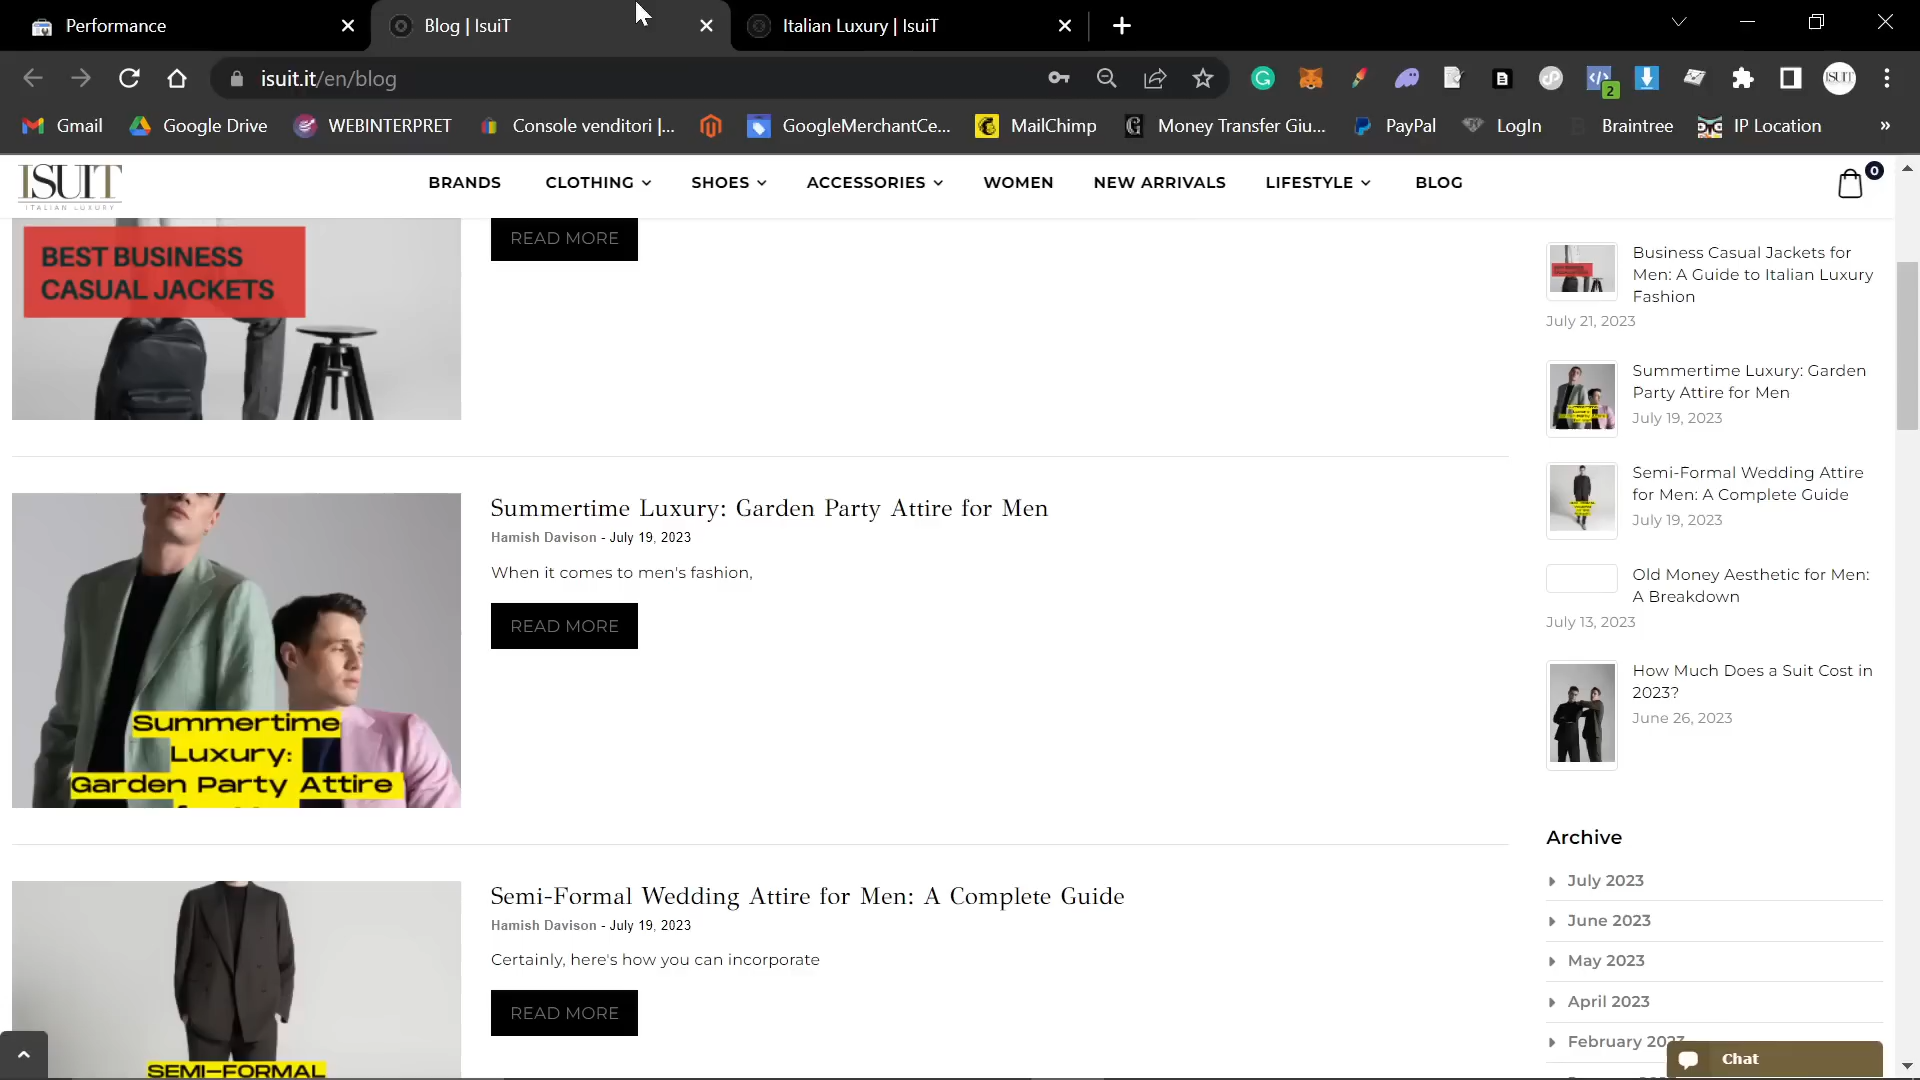 Performance
Blog | IsuiT
Italian Luxury | IsuiT
isuit.it/en/blog
2
ISUIT
Gmail
Google Drive
WEBINTERPRET
Console venditori |...
GoogleMerchantCe...
MailChimp
Money Transfer Giu...
PayPal
LogIn
Braintree
IP Location
»
ISUIT
ITALIAN LUXURY
BRANDS
CLOTHING
SHOES
ACCESSORIES
WOMEN
NEW ARRIVALS
LIFESTYLE
BLOG
0
BEST BUSINESS
CASUAL JACKETS
READ MORE
Summertime
Luxury:
Garden Party Attire
Summertime Luxury: Garden Party Attire for Men
Hamish Davison - July 19, 2023
When it comes to men's fashion,
READ MORE
SEMI-FORMAL
Semi-Formal Wedding Attire for Men: A Complete Guide
Hamish Davison - July 19, 2023
Certainly, here's how you can incorporate
READ MORE
Business Casual Jackets for
Men: A Guide to Italian Luxury
Fashion
July 21, 2023
Summertime Luxury: Garden
Party Attire for Men
July 19, 2023
Semi-Formal Wedding Attire
for Men: A Complete Guide
July 19, 2023
Old Money Aesthetic for Men:
A Breakdown
July 13, 2023
How Much Does a Suit Cost in
2023?
June 26, 2023
Archive
July 2023
June 2023
May 2023
April 2023
February 2023
Chat